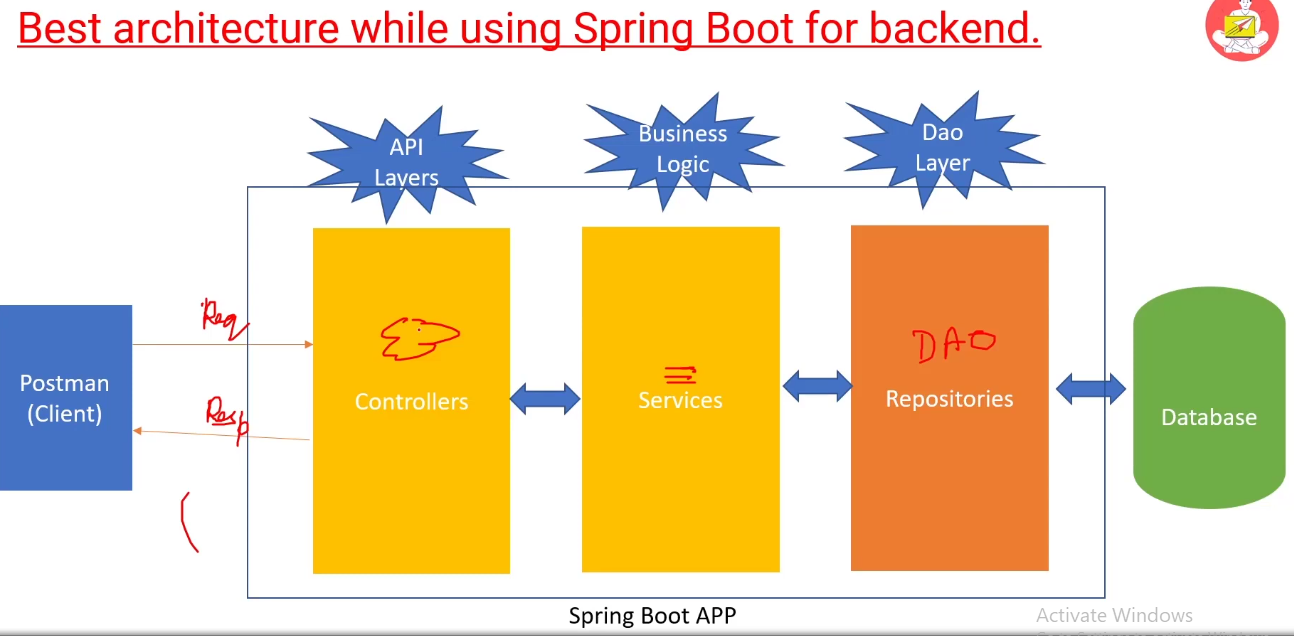 Best architecture while using Spring Boot for backend.
API
Layers
Business
Logic
Dao
Layer
Req
Resp
Postman
(Client)
Controllers
Services
DAO
Repositories
Database
Spring Boot APP
Activate Windows